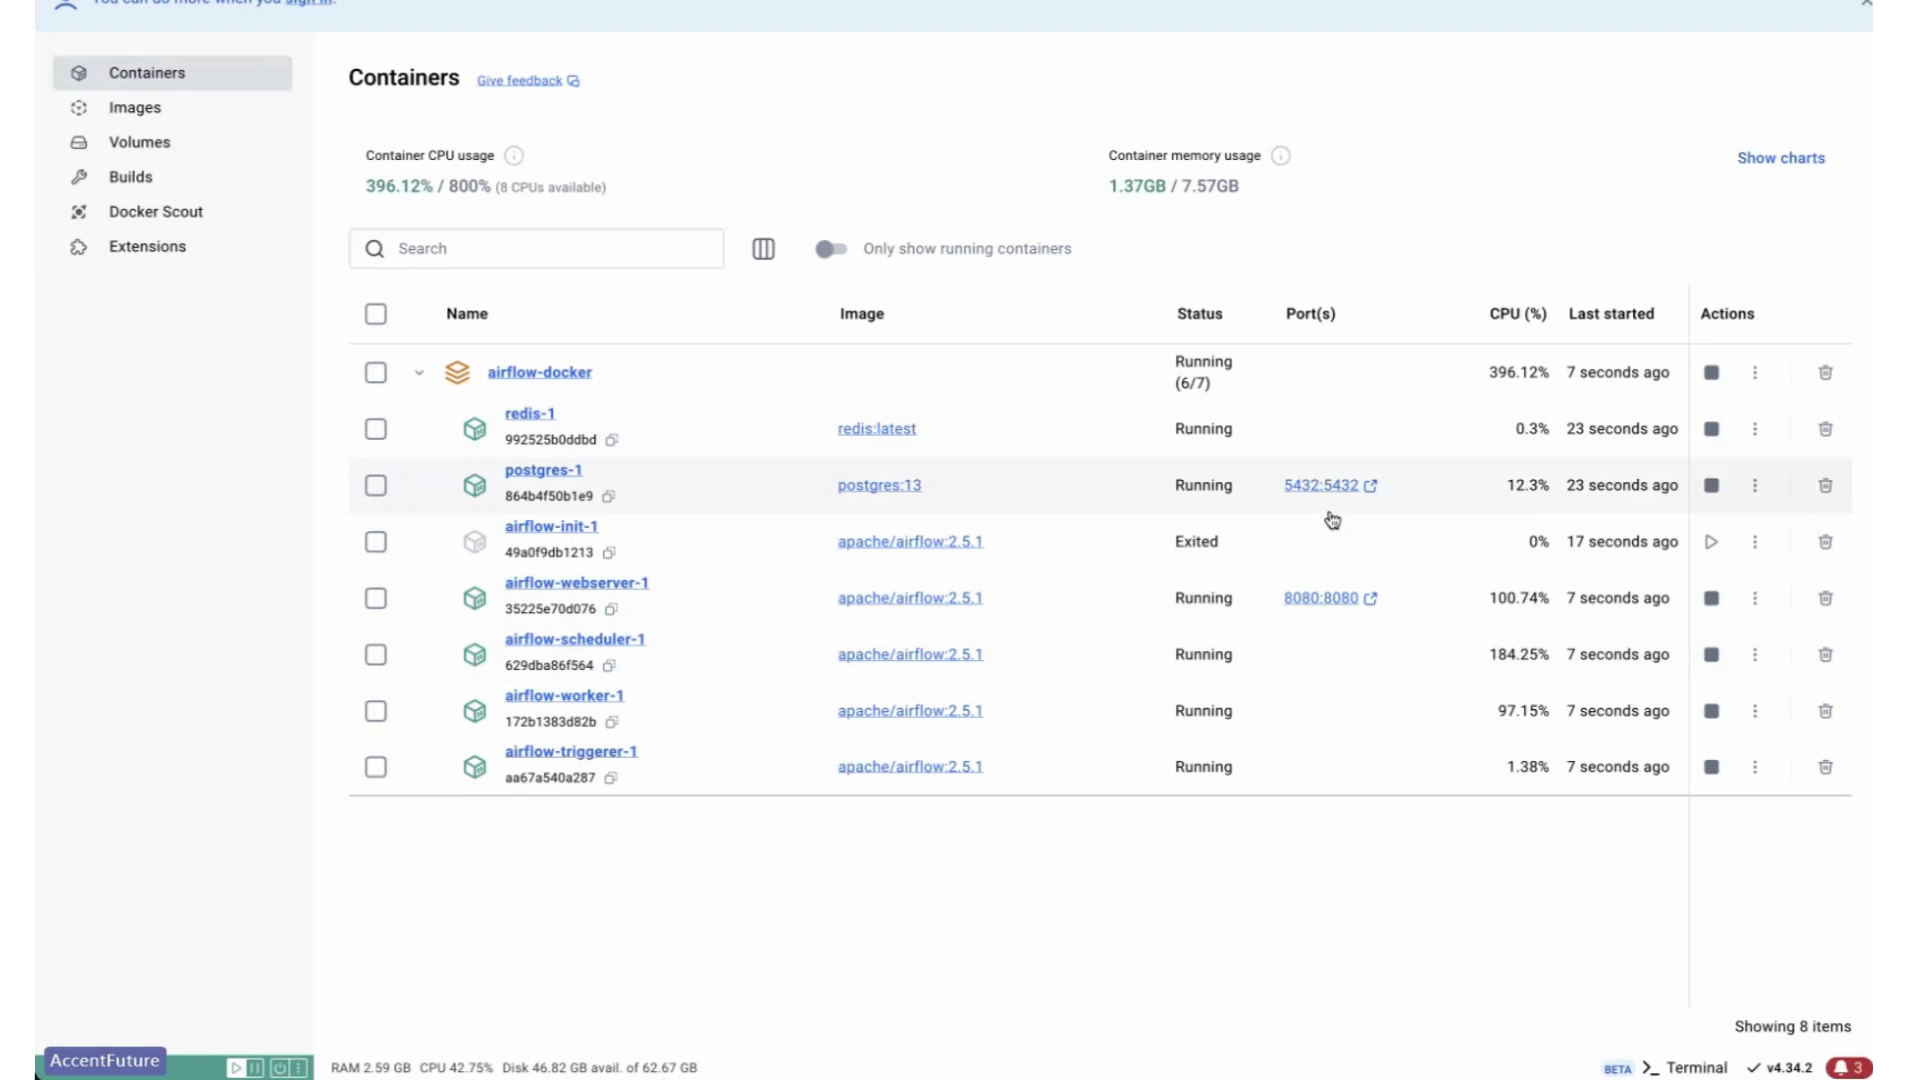 You can do more when you sign in.
Containers
Images
Volumes
Builds
Docker Scout
Extensions
Containers Give feedback
Container CPU usage
396.12% / 800% (8 CPUs available)
Container memory usage
1.37GB / 7.57GB
Show charts
Search
Only show running containers
Name Image Status Port(s) CPU (%) Last started Actions
airflow-docker Running (6/7) 396.12% 7 seconds ago
redis-1
992525b0ddbd redis:latest Running 0.3% 23 seconds ago
postgres-1
864b4f50b1e9 postgres:13 Running 5432:5432 12.3% 23 seconds ago
airflow-init-1
49a0f9db1213 apache/airflow:2.5.1 Exited 0% 17 seconds ago
airflow-webserver-1
35225e70d076 apache/airflow:2.5.1 Running 8080:8080 100.74% 7 seconds ago
airflow-scheduler-1
629dba86f564 apache/airflow:2.5.1 Running 184.25% 7 seconds ago
airflow-worker-1
172b1383d82b apache/airflow:2.5.1 Running 97.15% 7 seconds ago
airflow-triggerer-1
aa67a540a287 apache/airflow:2.5.1 Running 1.38% 7 seconds ago
Showing 8 items
AccentFuture
RAM 2.59 GB CPU 42.75% Disk 46.82 GB avail. of 62.67 GB
BETA >_ Terminal v4.34.2 3